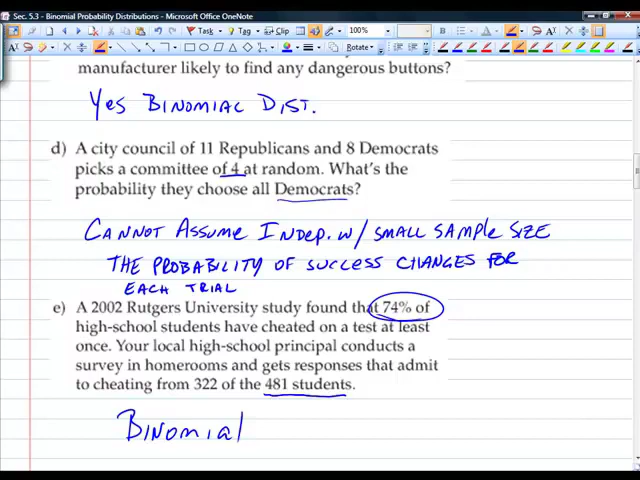 Sec. 5.3 - Binomial Probability Distributions - Microsoft Office OneNote
Task Tag Clip 100%
Rotate
manufacturer likely to find any dangerous buttons?
Yes BINOMIAL DIST.
d) A city council of 11 Republicans and 8 Democrats
picks a committee of 4 at random. What's the
probability they choose all Democrats?
CANNOT ASSUME INDEP. W/ SMALL SAMPLE SIZE
THE PROBABILITY OF SUCCESS CHANGES FOR
EACH TRIAL
e) A 2002 Rutgers University study found that 74% of
high-school students have cheated on a test at least
once. Your local high-school principal conducts a
survey in homerooms and gets responses that admit
to cheating from 322 of the 481 students.
BINOMIAL